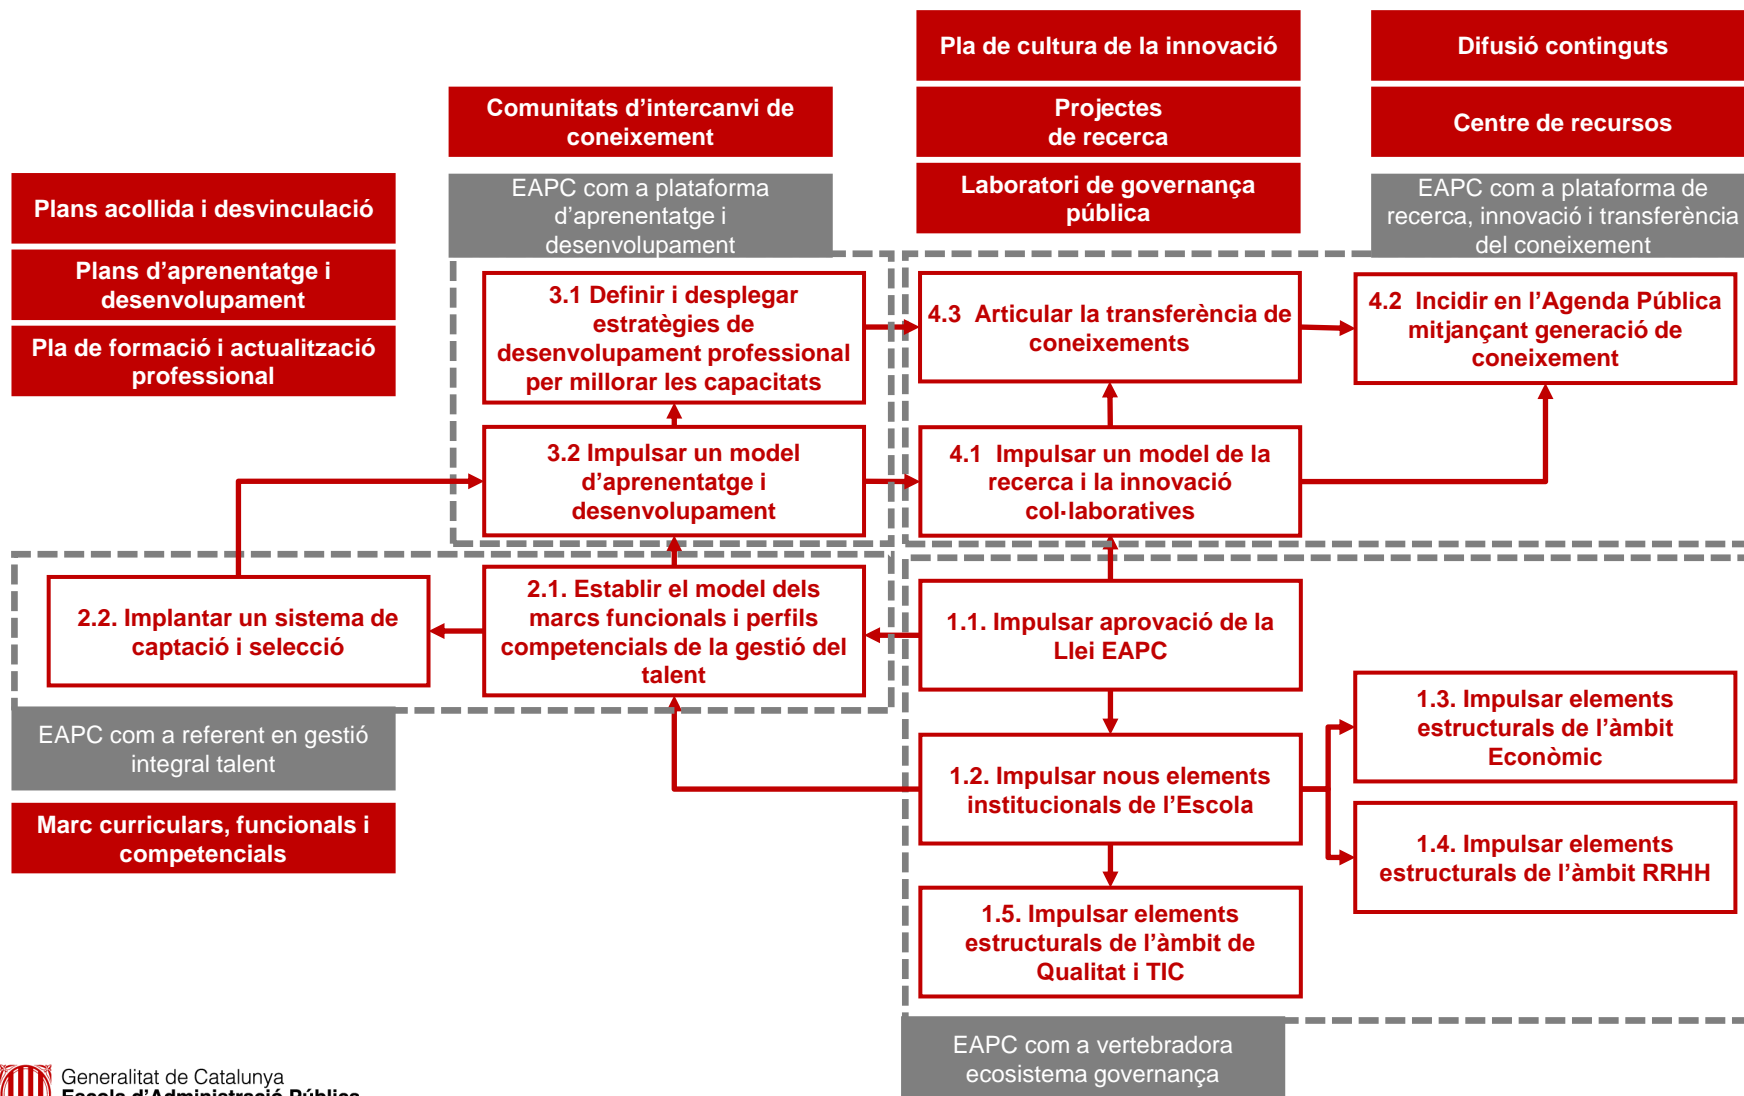 Pla de cultura de la innovació
Difusió continguts
Comunitats d'intercanvi de
coneixement
Projectes
de recerca
Centre de recursos
Plans acollida i desvinculació
EAPC com a plataforma
d'aprenentatge i
desenvolupament
Laboratori de governança
pública
EAPC com a plataforma de
recerca, innovació i transferència
del coneixement
Plans d'aprenentatge i
desenvolupament
Pla de formació i actualització
professional
3.1 Definir i desplegar
estratègies de
desenvolupament professional
per millorar les capacitats
4.3 Articular la transferència de
coneixements
4.2 Incidir en l'Agenda Pública
mitjançant generació de
coneixement
3.2 Impulsar un model
d'aprenentatge i
desenvolupament
4.1 Impulsar un model de la
recerca i la innovació
col·laboratives
2.2. Implantar un sistema de
captació i selecció
2.1. Establir el model dels
marcs funcionals i perfils
competencials de la gestió del
talent
1.1. Impulsar aprovació de la
Llei EAPC
EAPC com a referent en gestió
integral talent
1.2. Impulsar nous elements
institucionals de l'Escola
1.3. Impulsar elements
estructurals de l'àmbit
Econòmic
Marc curriculars, funcionals i
competencials
1.4. Impulsar elements
estructurals de l'àmbit RRHH
1.5. Impulsar elements
estructurals de l'àmbit de
Qualitat i TIC
EAPC com a vertebradora
ecosistema governança
Generalitat de Catalunya
Escola d'Administració Pública